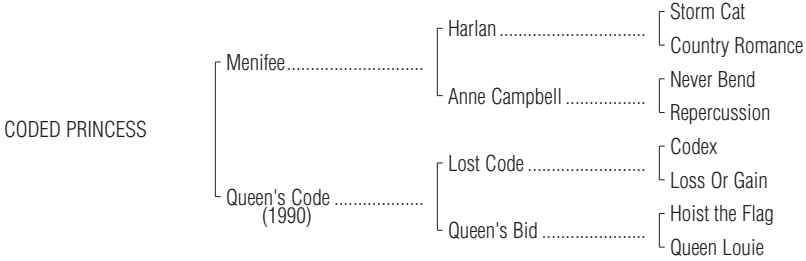 Storm Cat
Harlan ...............................
Country Romance
Menifee.............................
Never Bend
Anne Campbell .................
Repercussion
CODED PRINCESS
Codex
Lost Code .........................
Loss Or Gain
Queen's Code ...................
(1990)
Hoist the Flag
Queen's Bid ......................
Queen Louie